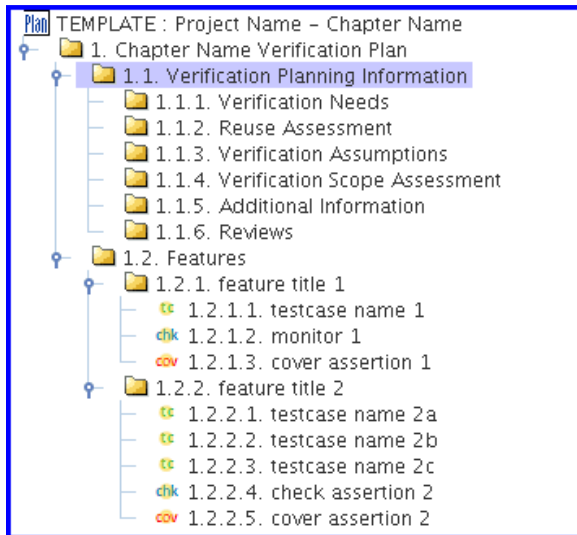 Plan TEMPLATE : Project Name - Chapter Name
1. Chapter Name Verification Plan
1.1. Verification Planning Information
1.1.1. Verification Needs
1.1.2. Reuse Assessment
1.1.3. Verification Assumptions
1.1.4. Verification Scope Assessment
1.1.5. Additional Information
1.1.6. Reviews
1.2. Features
1.2.1. feature title 1
tc 1.2.1.1. testcase name 1
chk 1.2.1.2. monitor 1
cov 1.2.1.3. cover assertion 1
1.2.2. feature title 2
tc 1.2.2.1. testcase name 2a
tc 1.2.2.2. testcase name 2b
tc 1.2.2.3. testcase name 2c
chk 1.2.2.4. check assertion 2
cov 1.2.2.5. cover assertion 2